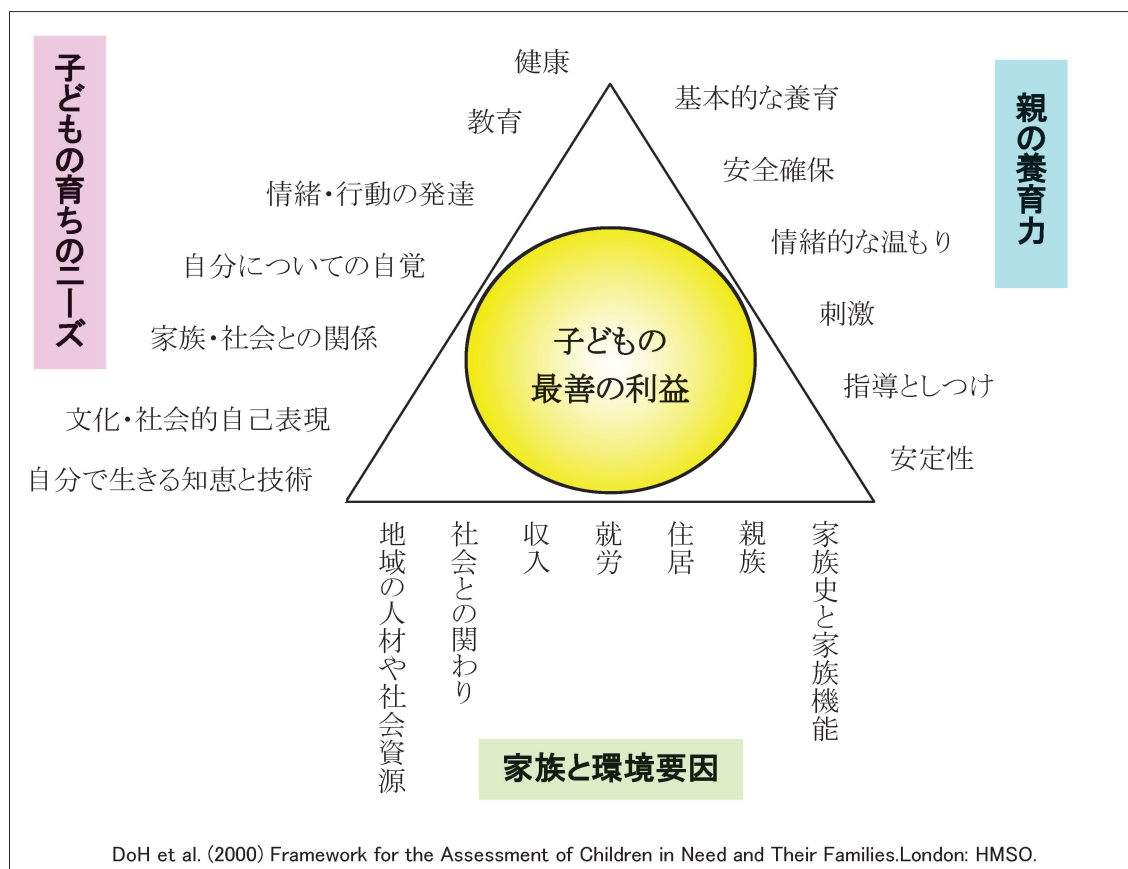 子どもの育ちのニーズ
健康
教育
情緒・行動の発達
自分についての自覚
家族・社会との関係
文化・社会的自己表現
自分で生きる知恵と技術
親の養育力
基本的な養育
安全確保
情緒的な温もり
刺激
指導としつけ
安定性
子どもの
最善の利益
地域の人材や社会資源
社会との関わり
収入
就労
住居
親族
家族史と家族機能
家族と環境要因
DoH et al. (2000) Framework for the Assessment of Children in Need and Their Families.London: HMSO.